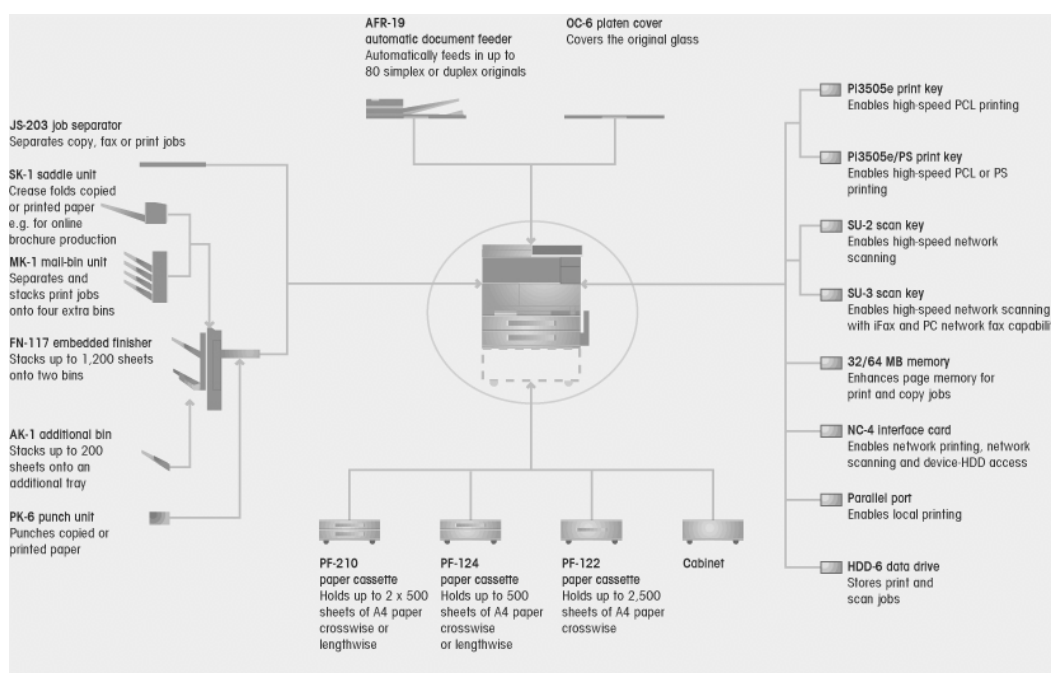 AFR-19
automatic document feeder
Automatically feeds in up to
80 simplex or duplex originals
OC-6 platen cover
Covers the original glass
JS-203 job separator
Separates copy, fax or print jobs
SK-1 saddle unit
Crease folds copied
or printed paper
e.g. for online
brochure production
MK-1 mail-bin unit
Separates and
stacks print jobs
onto four extra bins
FN-117 embedded finisher
Stacks up to 1,200 sheets
onto two bins
AK-1 additional bin
Stacks up to 200
sheets onto an
additional tray
PK-6 punch unit
Punches copied or
printed paper
PF-210
paper cassette
Holds up to 2 x 500
sheets of A4 paper
crosswise or
lengthwise
PF-124
paper cassette
Holds up to 500
sheets of A4 paper
crosswise
or lengthwise
PF-122
paper cassette
Holds up to 2,500
sheets of A4 paper
crosswise
Cabinet
Pi3505e print key
Enables high-speed PCL printing
Pi3505e/PS print key
Enables high-speed PCL or PS
printing
SU-2 scan key
Enables high-speed network
scanning
SU-3 scan key
Enables high-speed network scanning
with iFax and PC network fax capabili
32/64 MB memory
Enhances page memory for
print and copy jobs
NC-4 interface card
Enables network printing, network
scanning and device-HDD access
Parallel port
Enables local printing
HDD-6 data drive
Stores print and
scan jobs